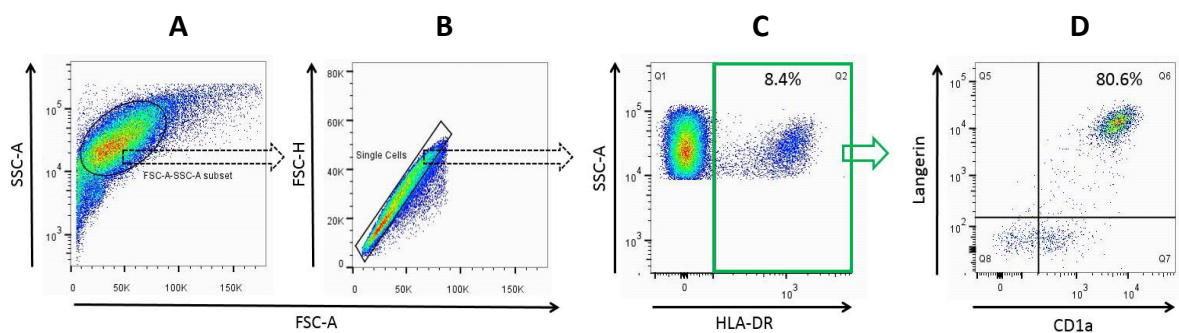 A
B
C
D
SSC-A
10^5
10^4
10^3
FSC-A-SSC-A subset
0
50K
100K
150K
FSC-H
80K
60K
40K
20K
0
Single Cells
0
50K
100K
150K
FSC-A
SSC-A
10^5
10^4
10^3
Q1
8.4%
Q2
0
10^3
HLA-DR
Langerin
10^5
10^4
10^3
10^2
Q5
80.6%
Q6
Q8
Q7
0
10^3
10^4
CD1a